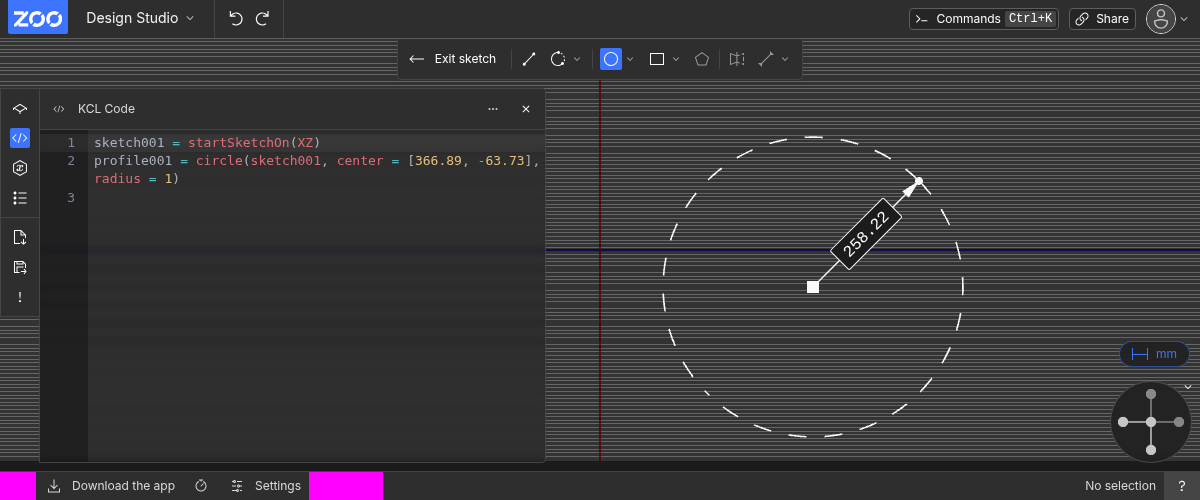 ZOO Design Studio Commands Ctrl+K Share
Exit sketch
KCL Code
1 sketch001 = startSketchOn(XZ)
2 profile001 = circle(sketch001, center = [366.89, -63.73],
radius = 1)
3
258.22
mm
Download the app Settings No selection ?